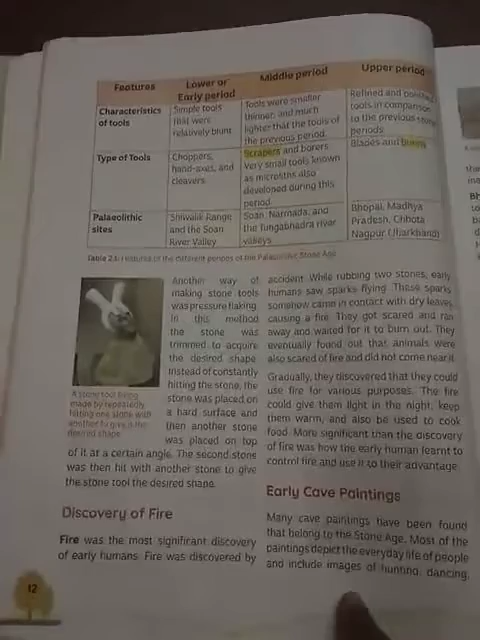 Features
Lower or
Early period
Middle period
Upper period
Characteristics
of tools
Simple tools
that were
relatively blunt
Tools were smaller
thinner, and much
lighter that the tools of
the previous period.
Refined and polished
tools in comparison
to the previous stone
periods
Type of Tools
Choppers,
hand-axes, and
cleavers
Scrapers and borers
Very small tools known
as microliths also
developed during this
period
Blades and burins
Palaeolithic
sites
Shiwalik Range
and the Soan
River Valley
Soan, Narmada, and
the Tungabhadra river
valleys
Bhopal, Madhya
Pradesh, Chhota
Nagpur (Jharkhand)
Table 2.1: Features of the different periods of the Palaeolithic Stone Age
A stone tool being
made by repeatedly
hitting one stone with
another to give it the
desired shape
Another way of
making stone tools
was pressure flaking.
In this method
the stone was
trimmed to acquire
the desired shape.
Instead of constantly
hitting the stone, the
stone was placed on
a hard surface and
then another stone
was placed on top
of it at a certain angle. The second stone
was then hit with another stone to give
the stone tool the desired shape.
Discovery of Fire
Fire was the most significant discovery
of early humans. Fire was discovered by
accident. While rubbing two stones, early
humans saw sparks flying. These sparks
somehow came in contact with dry leaves,
causing a fire. They got scared and ran
away and waited for it to burn out. They
eventually found out that animals were
also scared of fire and did not come near it.
Gradually, they discovered that they could
use fire for various purposes. The fire
could give them light in the night, keep
them warm, and also be used to cook
food. More significant than the discovery
of fire was how the early human learnt to
control fire and use it to their advantage.
Early Cave Paintings
Many cave paintings have been found
that belong to the Stone Age. Most of the
paintings depict the everyday life of people
and include images of hunting, dancing,
12